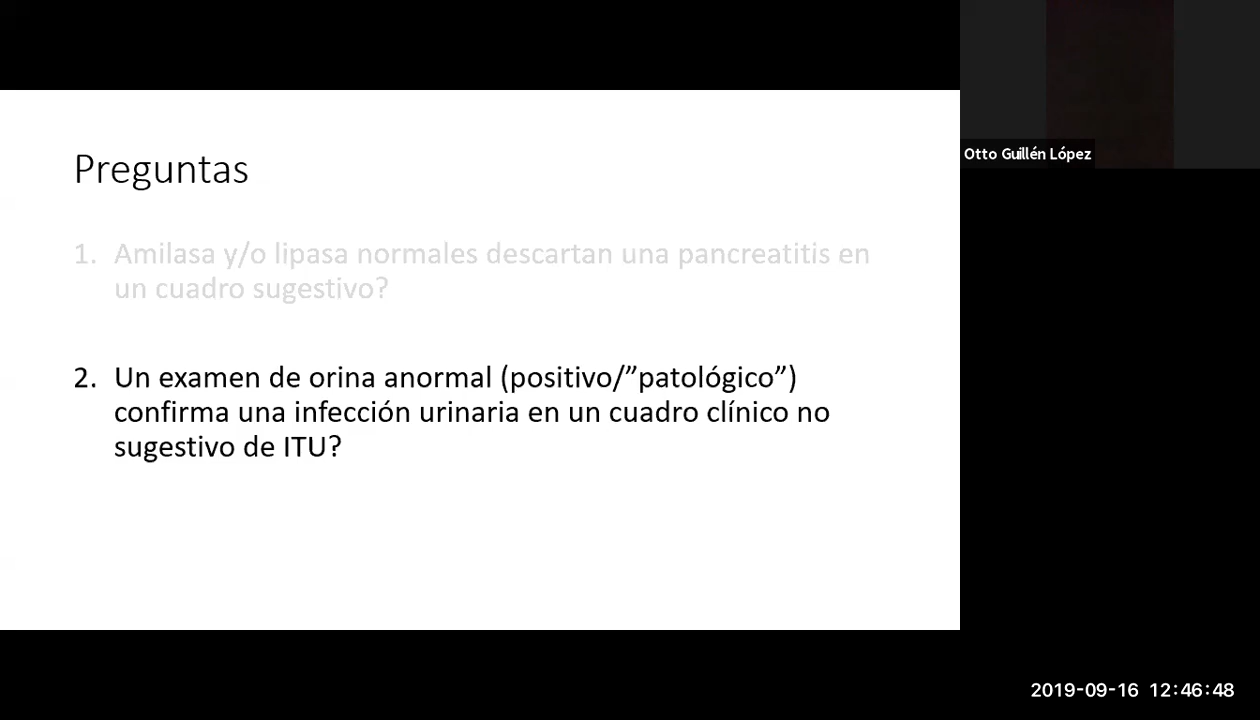 Preguntas
1. Amilasa y/o lipasa normales descartan una pancreatitis en
un cuadro sugestivo?
2. Un examen de orina anormal (positivo/”patológico”)
confirma una infección urinaria en un cuadro clínico no
sugestivo de ITU?
Otto Guillén López
2019-09-16 12:46:48